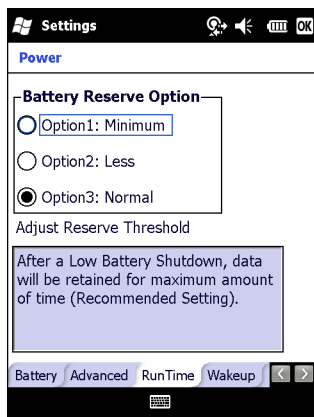 Settings
OK
Power
Battery Reserve Option
Option1: Minimum
Option2: Less
Option3: Normal
Adjust Reserve Threshold
After a Low Battery Shutdown, data
will be retained for maximum amount
of time (Recommended Setting).
Battery Advanced RunTime Wakeup